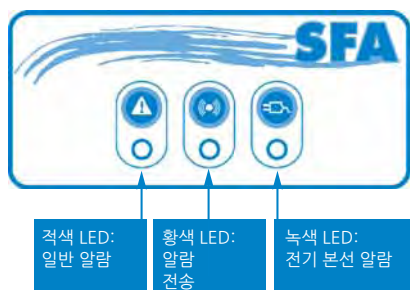 SFA
적색 LED:
일반 알람
황색 LED:
알람
전송
녹색 LED:
전기 본선 알람